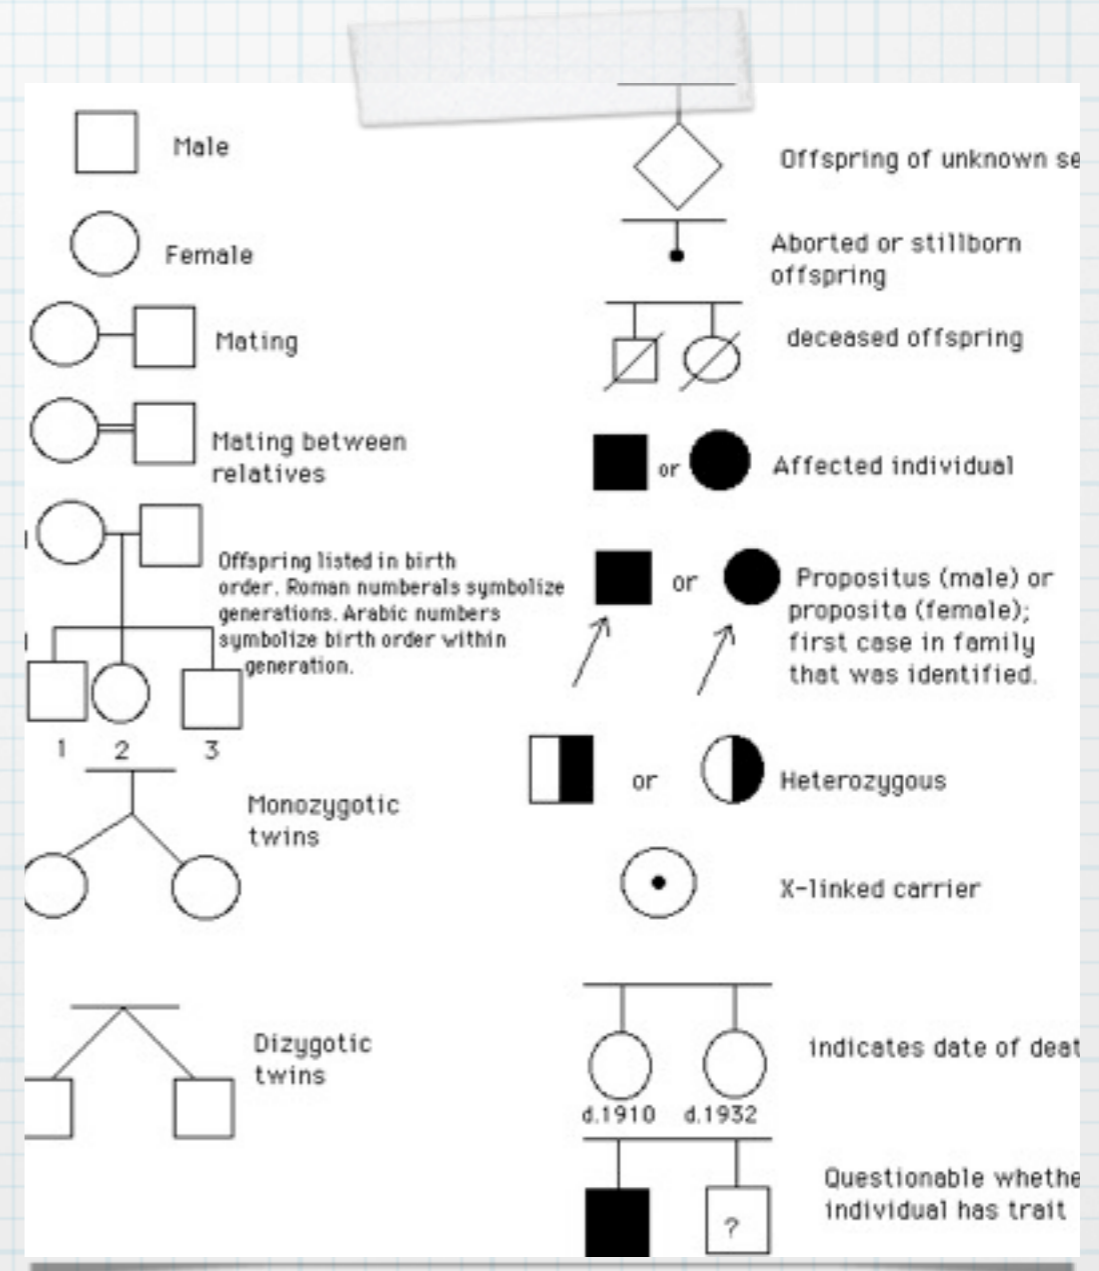 Male
Female
Mating
Mating between
relatives
Offspring listed in birth
order. Roman numberals symbolize
generations. Arabic numbers
symbolize birth order within
generation.
1 2 3
Monozygotic
twins
Dizygotic
twins
Offspring of unknown se
Aborted or stillborn
offspring
deceased offspring
or Affected individual
or Propositus (male) or
proposita (female);
first case in family
that was identified.
or Heterozygous
X-linked carrier
indicates date of deat
d.1910 d.1932
Questionable whethe
individual has trait
?